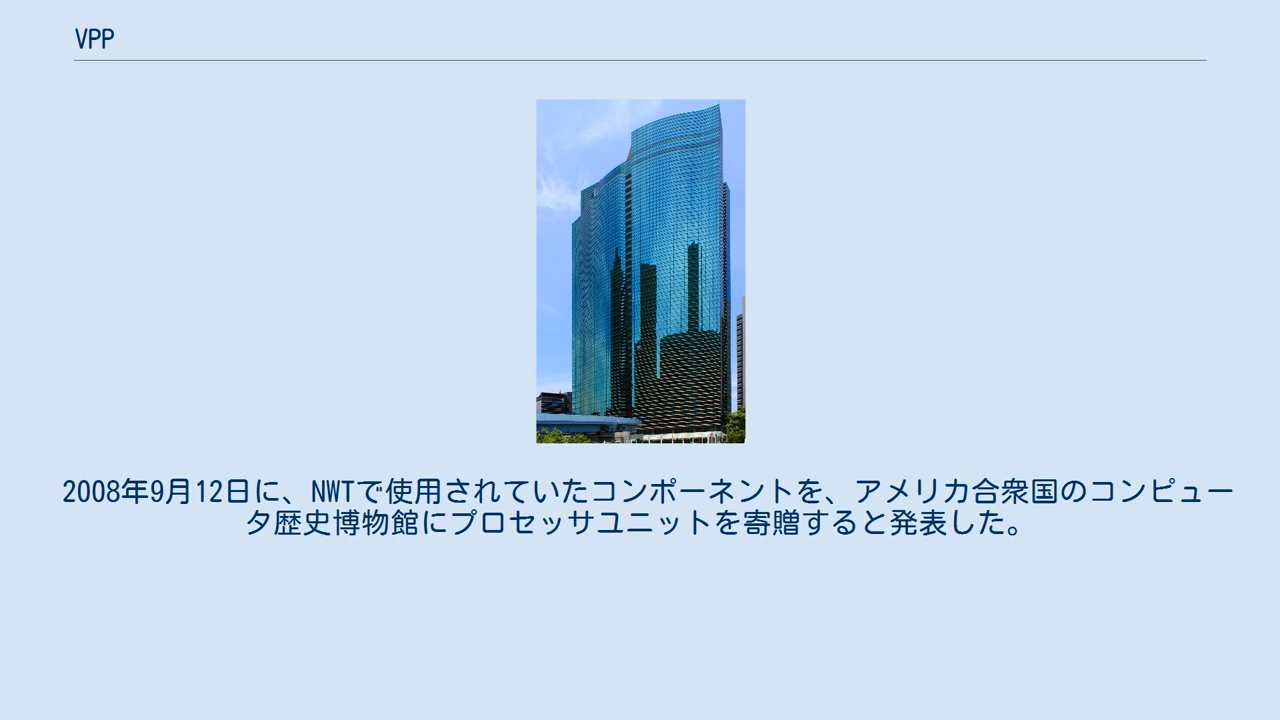 VPP
2008年9月12日に、NWTで使用されていたコンポーネントを、アメリカ合衆国のコンピュー
タ歴史博物館にプロセッサユニットを寄贈すると発表した。